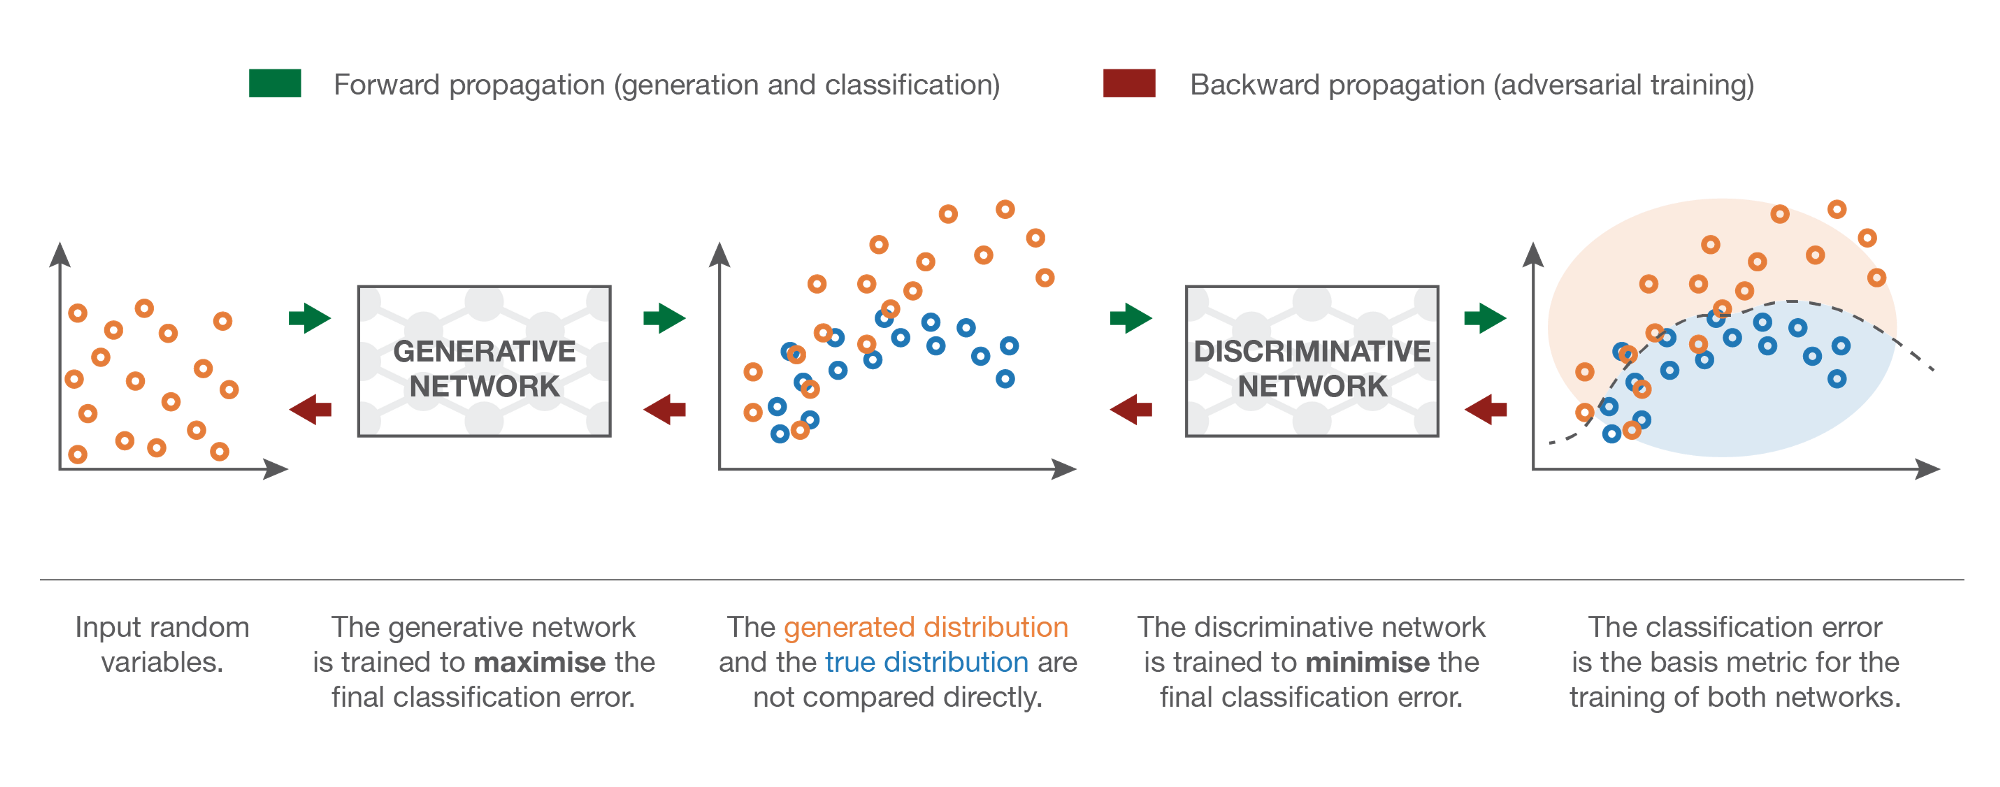 Forward propagation (generation and classification)
Backward propagation (adversarial training)
GENERATIVE
NETWORK
DISCRIMINATIVE
NETWORK
Input random
variables.
The generative network
is trained to maximise the
final classification error.
The generated distribution
and the true distribution are
not compared directly.
The discriminative network
is trained to minimise the
final classification error.
The classification error
is the basis metric for the
training of both networks.